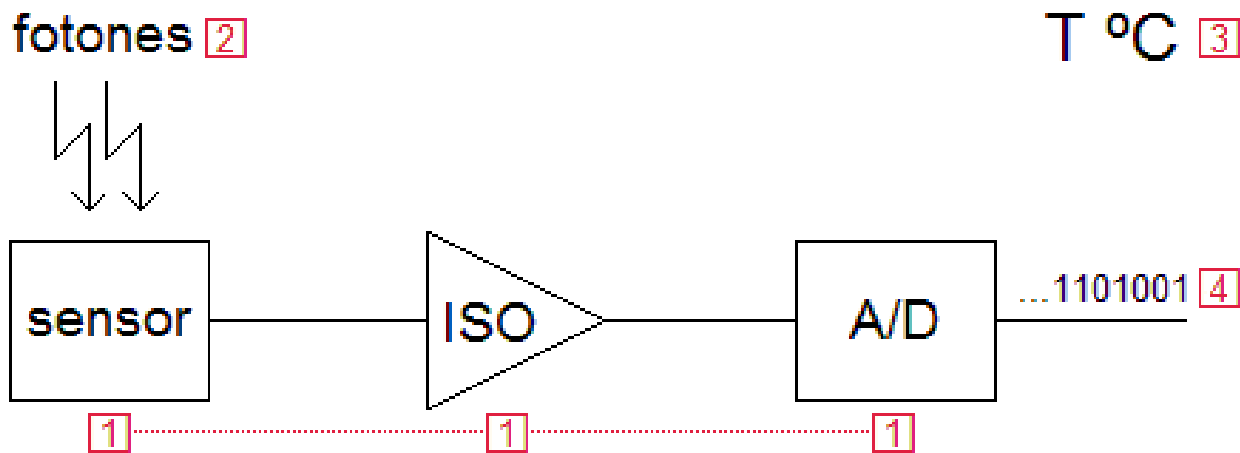 fotones 2
T ºC 3
sensor
ISO
A/D
...1101001 4
1
1
1